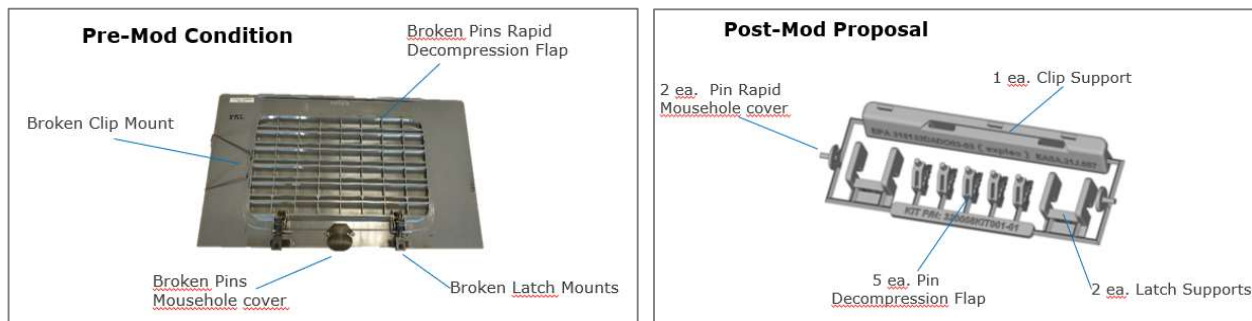 Pre-Mod Condition
Broken Pins Rapid
Decompression Flap
Broken Clip Mount
Broken Pins
Mousehole cover
Broken Latch Mounts
Post-Mod Proposal
1 ea. Clip Support
2 ea. Pin Rapid
Mousehole cover
KIT P/N:
5 ea. Pin
Decompression Flap
2 ea. Latch Supports